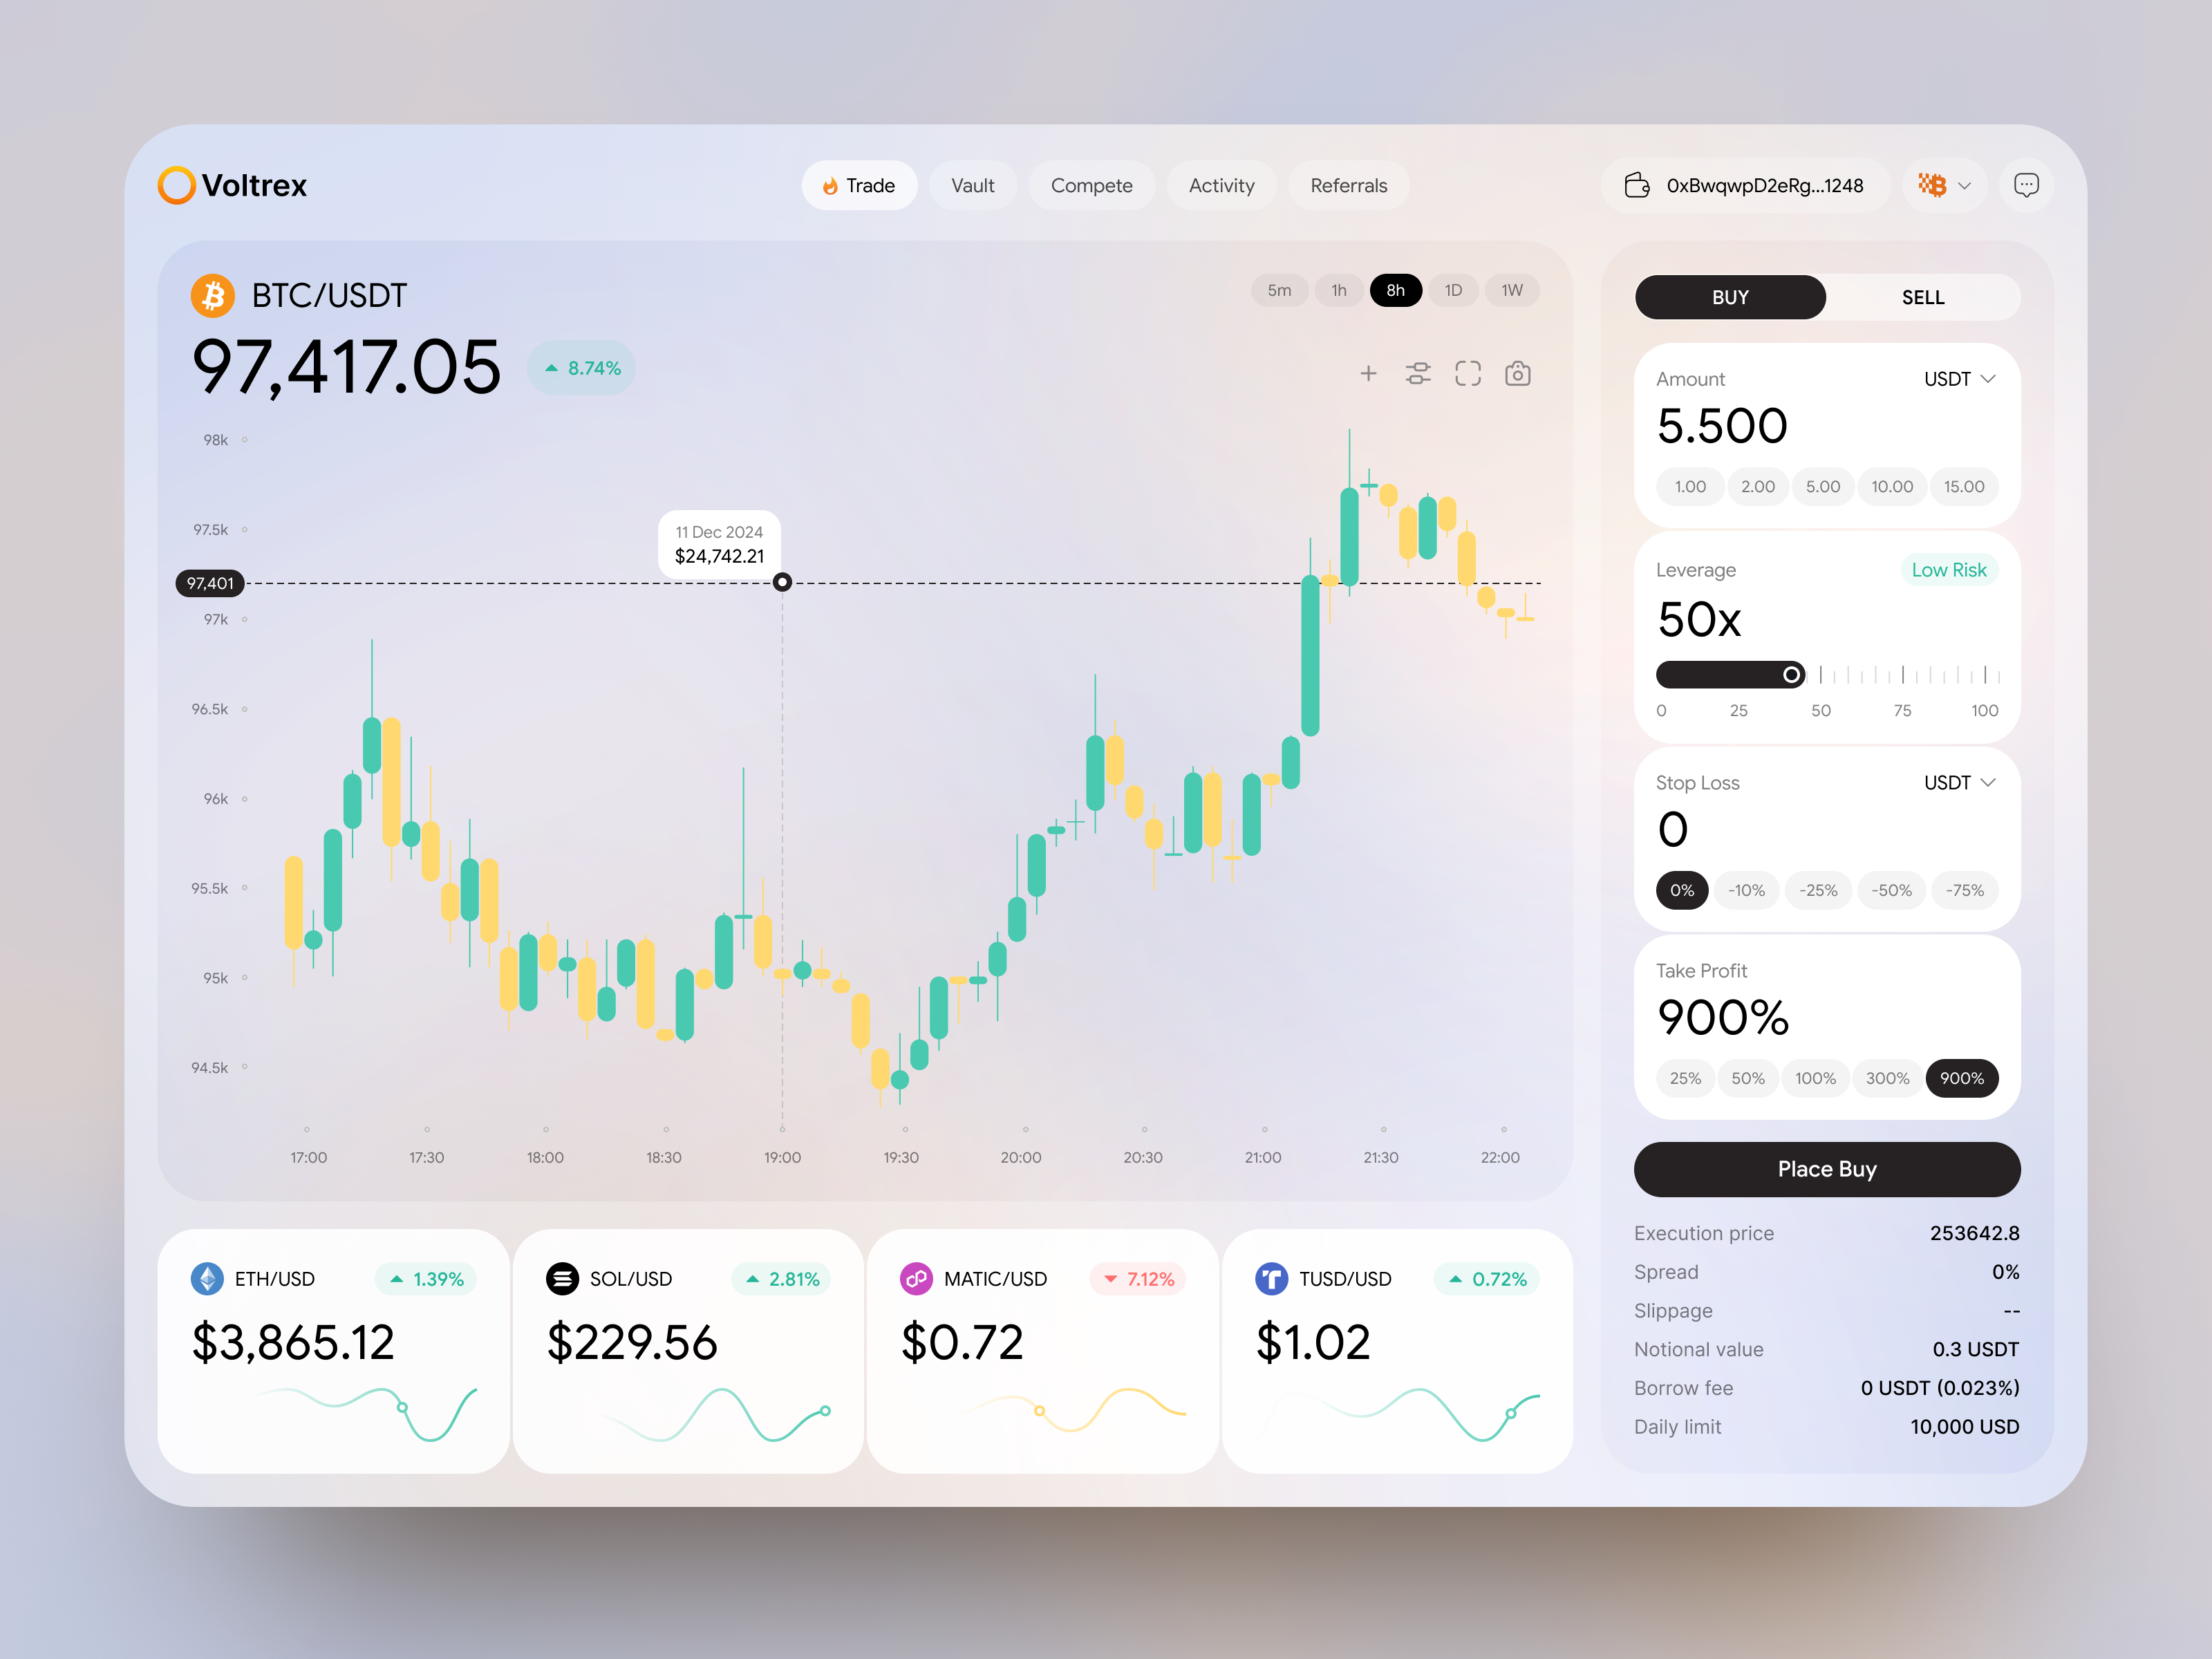 Voltrex
Trade
Vault
Compete
Activity
Referrals
0xBwqwpD2eRg...1248
BTC/USDT
97,417.05
8.74%
5m
1h
8h
1D
1W
98k
97.5k
97,401
97k
96.5k
96k
95.5k
95k
94.5k
11 Dec 2024
$24,742.21
17:00
17:30
18:00
18:30
19:00
19:30
20:00
20:30
21:00
21:30
22:00
ETH/USD
1.39%
$3,865.12
SOL/USD
2.81%
$229.56
MATIC/USD
7.12%
$0.72
TUSD/USD
0.72%
$1.02
BUY
SELL
Amount
USDT
5.500
1.00
2.00
5.00
10.00
15.00
Leverage
Low Risk
50x
0
25
50
75
100
Stop Loss
USDT
0
0%
-10%
-25%
-50%
-75%
Take Profit
900%
25%
50%
100%
300%
900%
Place Buy
Execution price 253642.8
Spread 0%
Slippage --
Notional value 0.3 USDT
Borrow fee 0 USDT (0.023%)
Daily limit 10,000 USD